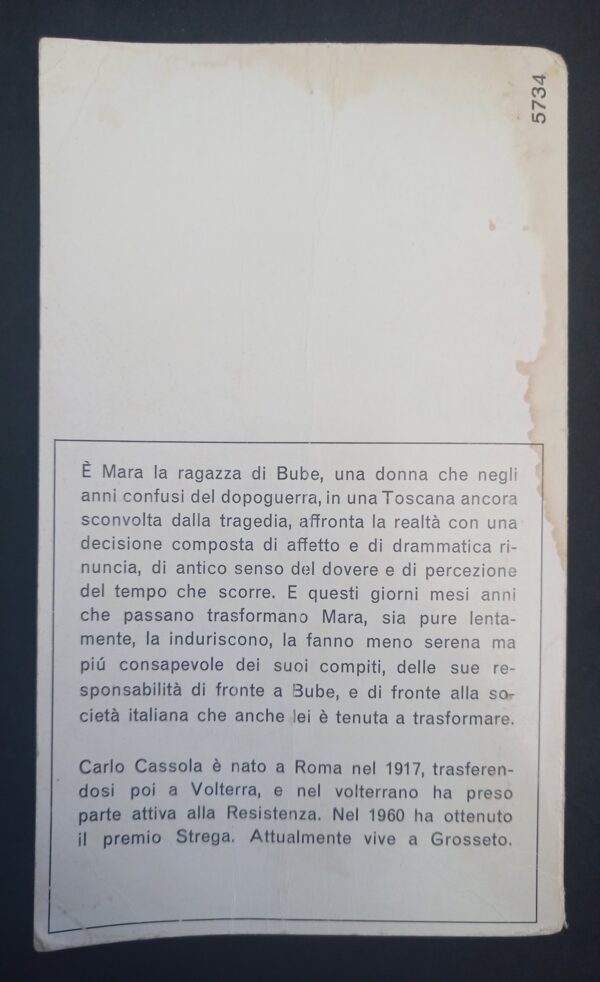 5734
È Mara la ragazza di Bube, una donna che negli
anni confusi del dopoguerra, in una Toscana ancora
sconvolta dalla tragedia, affronta la realtà con una
decisione composta di affetto e di drammatica ri-
nuncia, di antico senso del dovere e di percezione
del tempo che scorre. E questi giorni mesi anni
che passano trasformano Mara, sia pure lenta-
mente, la induriscono, la fanno meno serena ma
piú consapevole dei suoi compiti, delle sue re-
sponsabilità di fronte a Bube, e di fronte alla so-
cietà italiana che anche lei è tenuta a trasformare.
Carlo Cassola è nato a Roma nel 1917, trasferen-
dosi poi a Volterra, e nel volterrano ha preso
parte attiva alla Resistenza. Nel 1960 ha ottenuto
il premio Strega. Attualmente vive a Grosseto.